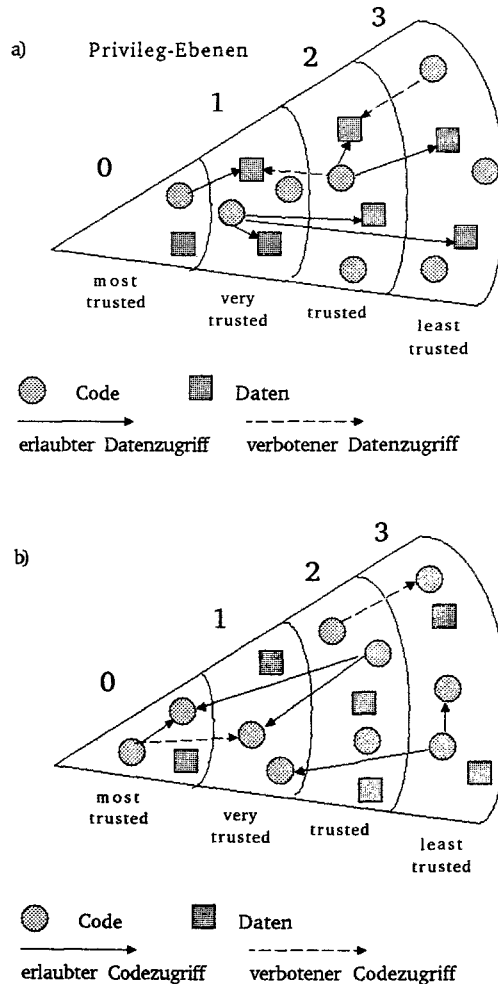 3
a)
Privileg-Ebenen
2
1
0
most
trusted
very
trusted
trusted
least
trusted
Code
Daten
erlaubter Datenzugriff
verbotener Datenzugriff
b)
3
2
1
0
most
trusted
very
trusted
trusted
least
trusted
Code
Daten
erlaubter Codezugriff
verbotener Codezugriff